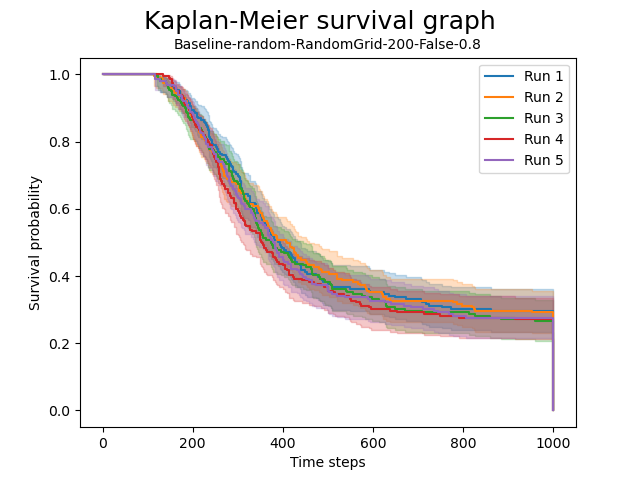 Kaplan-Meier survival graph
Baseline-random-RandomGrid-200-False-0.8
Run 1
Run 2
Run 3
Run 4
Run 5
Survival probability
1.0
0.8
0.6
0.4
0.2
0.0
0 200 400 600 800 1000
Time steps